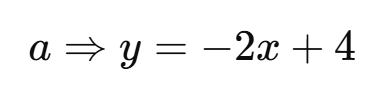 a ⇒ y = −2x + 4